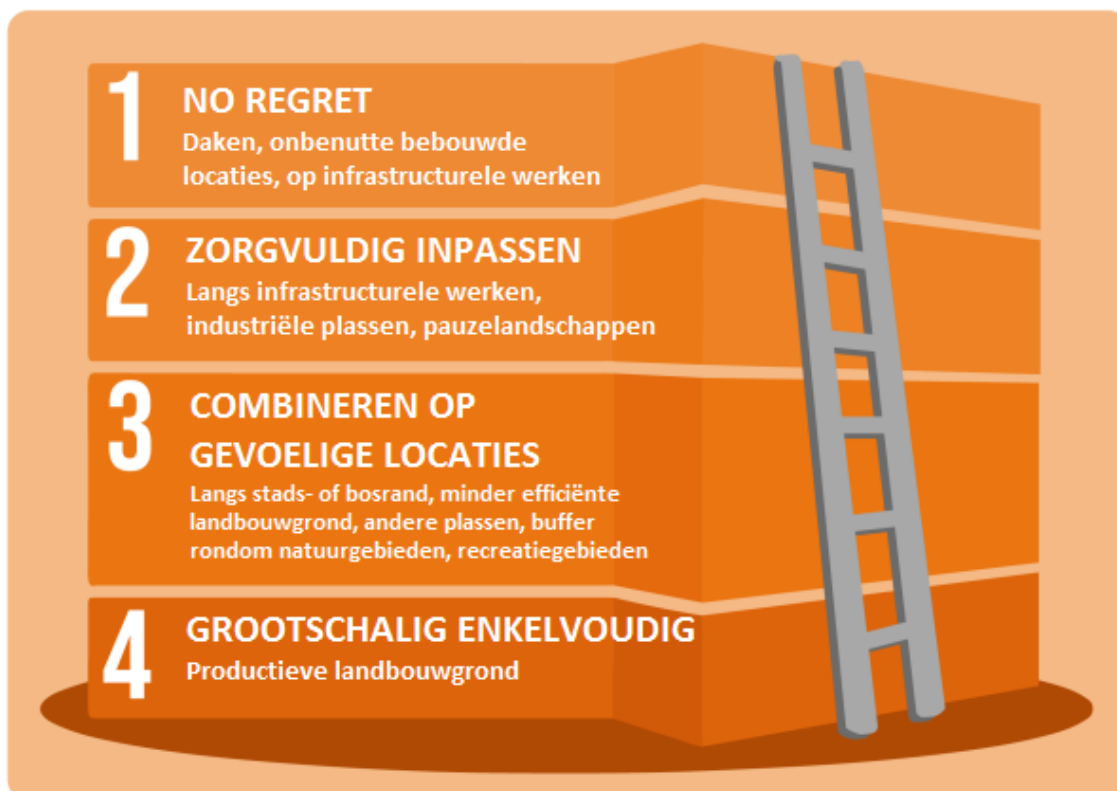 1
NO REGRET
Daken, onbenutte bebouwde
locaties, op infrastructurele werken
2
ZORGVULDIG INPASSEN
Langs infrastructurele werken,
industriële plassen, pauzelandschappen
3
COMBINEREN OP
GEVOELIGE LOCATIES
Langs stads- of bosrand, minder efficiënte
landbouwgrond, andere plassen, buffer
rondom natuurgebieden, recreatiegebieden
4
GROOTSCHALIG ENKELVOUDIG
Productieve landbouwgrond